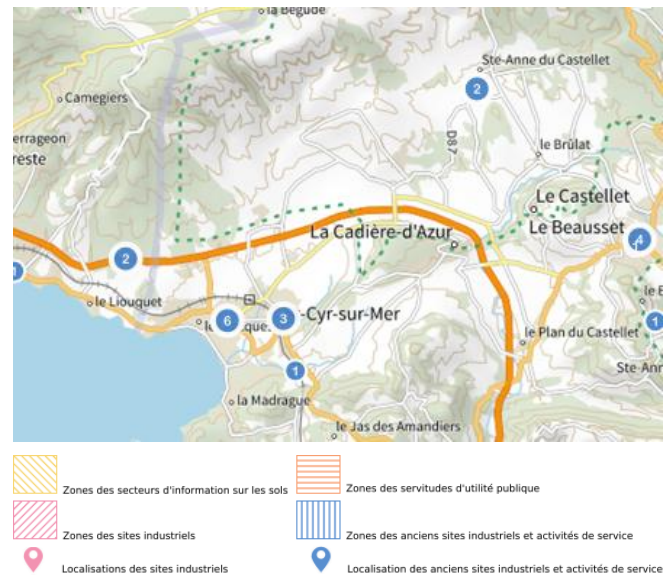 la Bégude
Ste-Anne du Castellet
2
Camegiers
errageon
reste
D87
le Brûlat
Le Castellet
La Cadière-d'Azur
Le Beausset
4
2
1
le Liouquet
6
3
-Cyr-sur-Mer
1
le Plan du Castellet
1
Ste-Ann
la Madrague
le Jas des Amandiers
Zones des secteurs d'information sur les sols
Zones des servitudes d'utilité publique
Zones des sites industriels
Zones des anciens sites industriels et activités de service
Localisations des sites industriels
Localisation des anciens sites industriels et activités de service